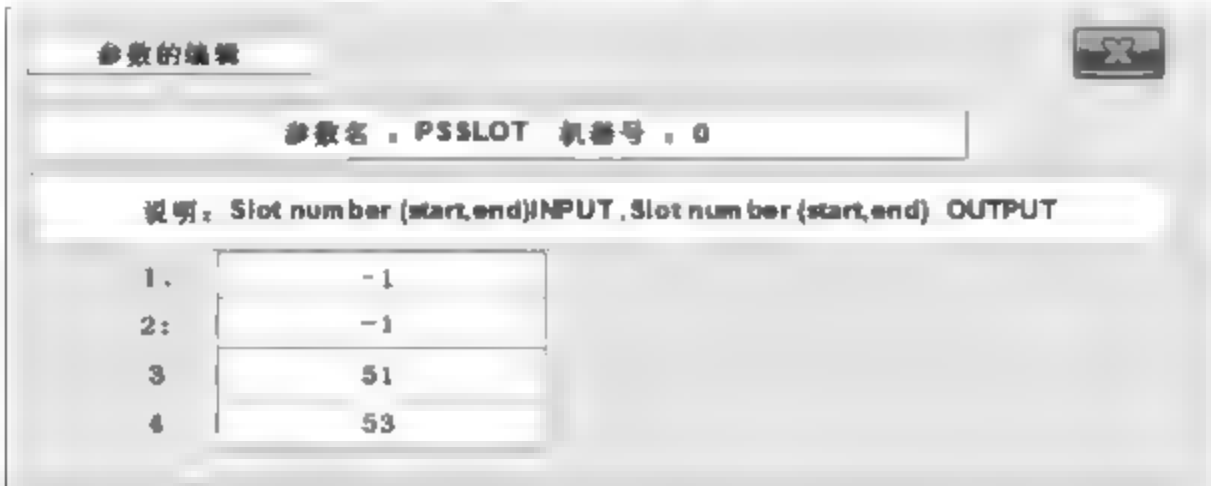 参数的编辑
X
参数名：PSSLOT 机器号：0
说明：Slot number (start,end)INPUT,Slot number (start,end) OUTPUT
1. -1
2: -1
3 51
4 53